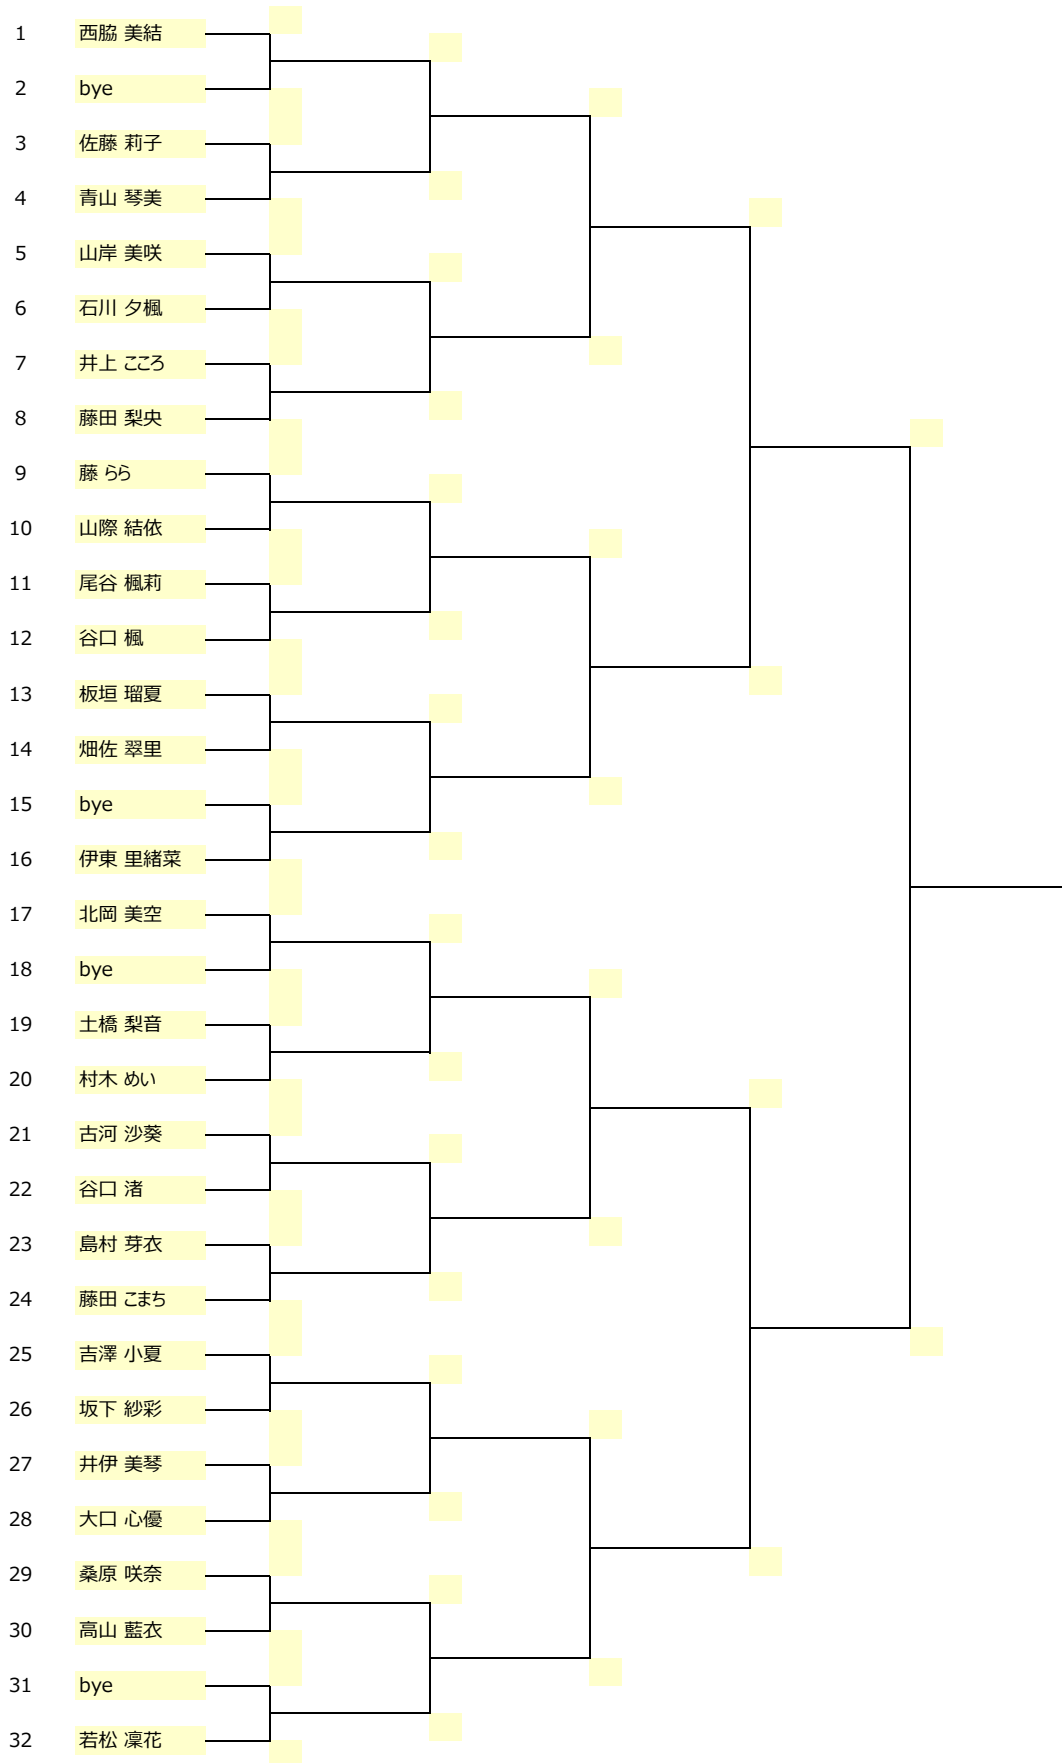 1 西脇 美結
2 bye
3 佐藤 莉子
4 青山 琴美
5 山岸 美咲
6 石川 夕楓
7 井上 こころ
8 藤田 梨央
9 藤 らら
10 山際 結依
11 尾谷 楓莉
12 谷口 楓
13 板垣 瑠夏
14 畑佐 翠里
15 bye
16 伊東 里緒菜
17 北岡 美空
18 bye
19 土橋 梨音
20 村木 めい
21 古河 沙葵
22 谷口 渚
23 島村 芽衣
24 藤田 こまち
25 吉澤 小夏
26 坂下 紗彩
27 井伊 美琴
28 大口 心優
29 桑原 咲奈
30 高山 藍衣
31 bye
32 若松 凜花